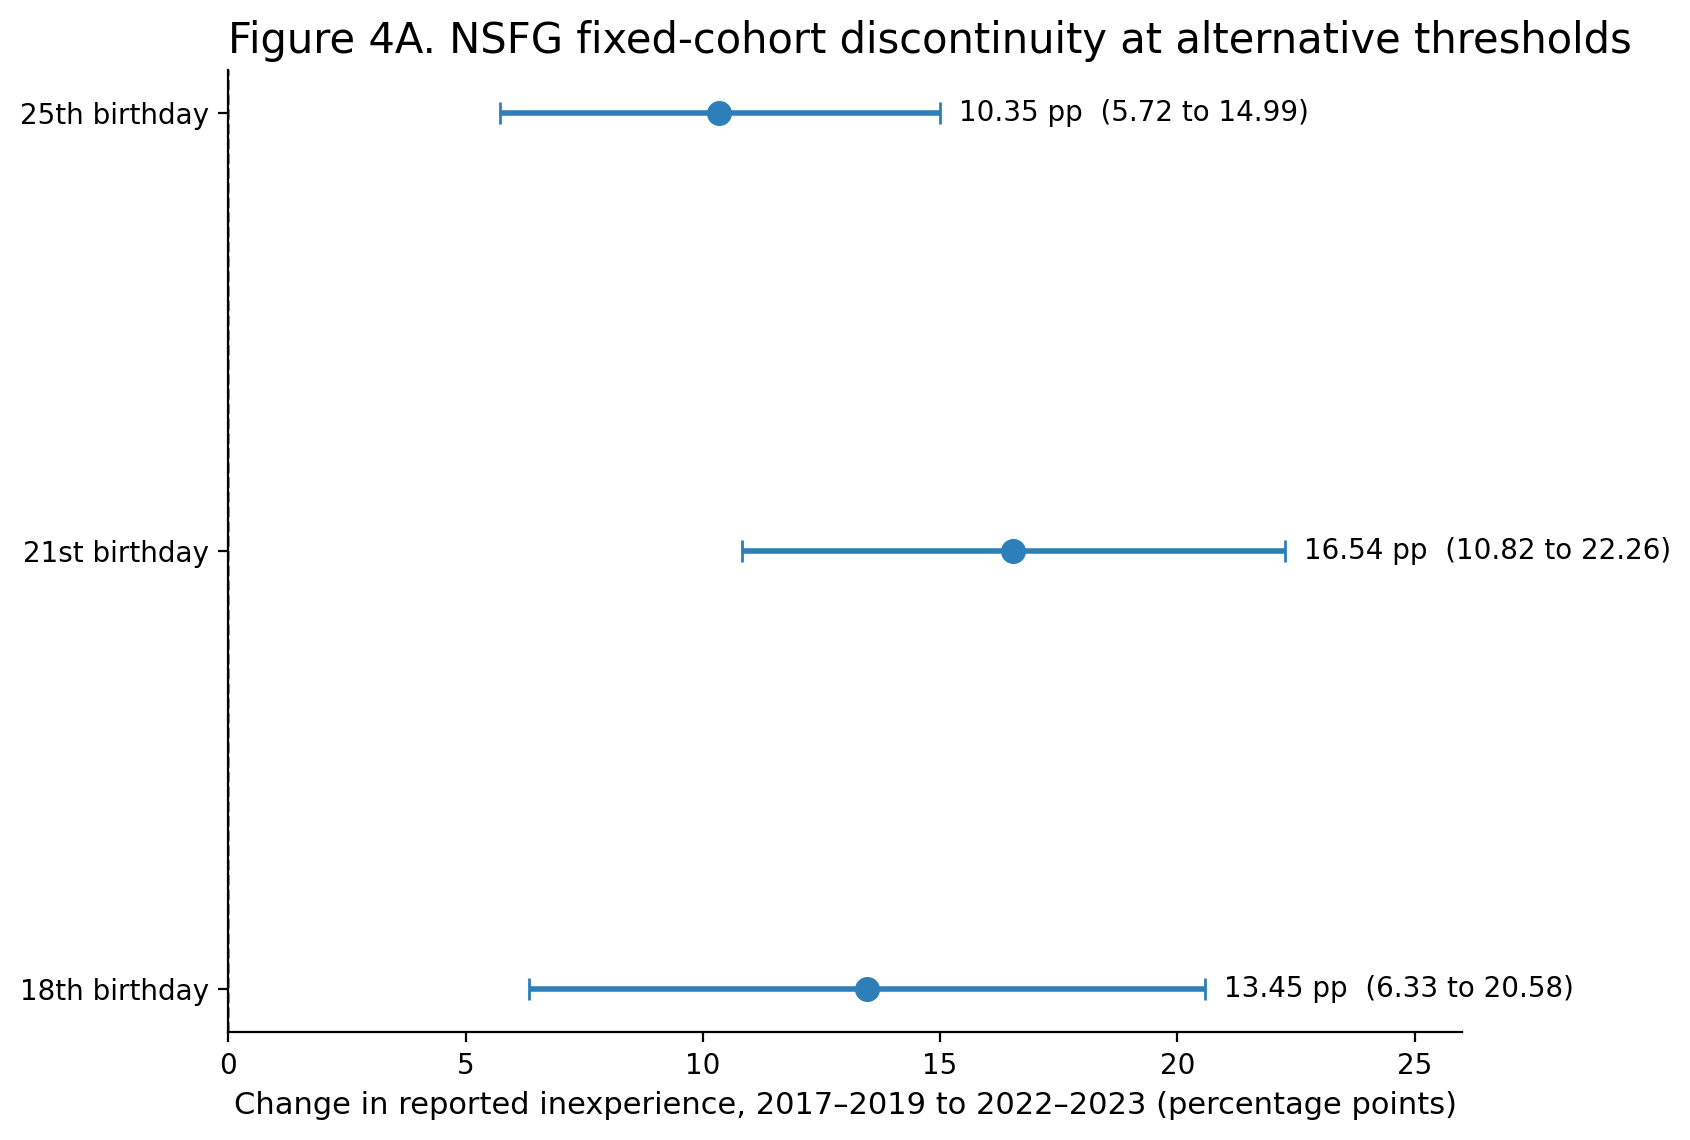 Figure 4A. NSFG fixed-cohort discontinuity at alternative thresholds
25th birthday
10.35 pp (5.72 to 14.99)
21st birthday
16.54 pp (10.82 to 22.26)
18th birthday
13.45 pp (6.33 to 20.58)
0 5 10 15 20 25
Change in reported inexperience, 2017–2019 to 2022–2023 (percentage points)